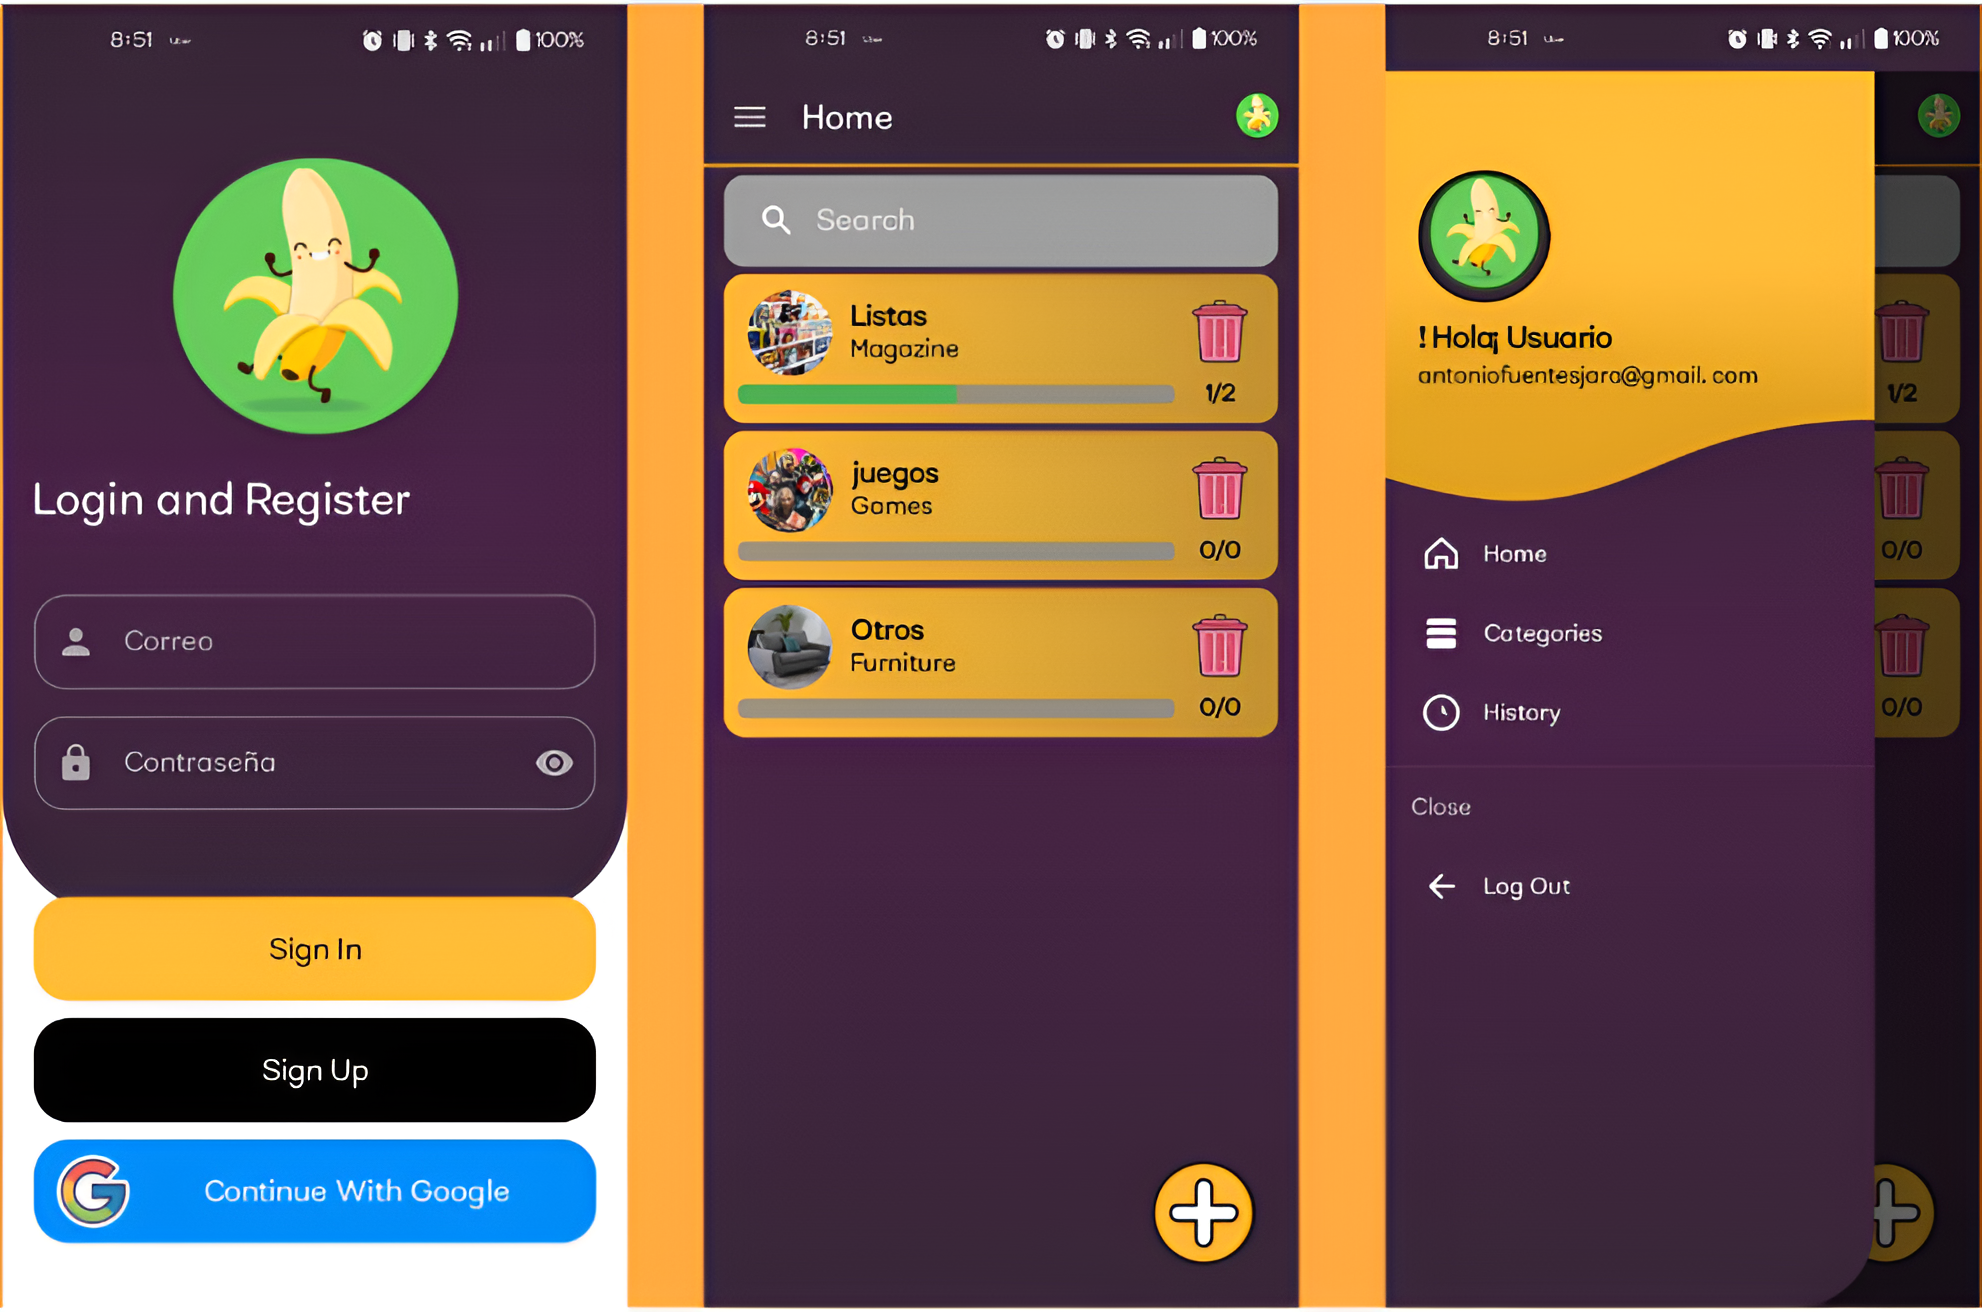 8:51
100%
Login and Register
Correo
Contraseña
Sign In
Sign Up
Continue With Google
8:51
100%
Home
Search
Listas
Magazine
1/2
juegos
Games
0/0
Otros
Furniture
0/0
8:51
100%
! Hola¡ Usuario
antoniofuentesjara@gmail.com
1/2
0/0
0/0
Home
Categories
History
Close
Log Out